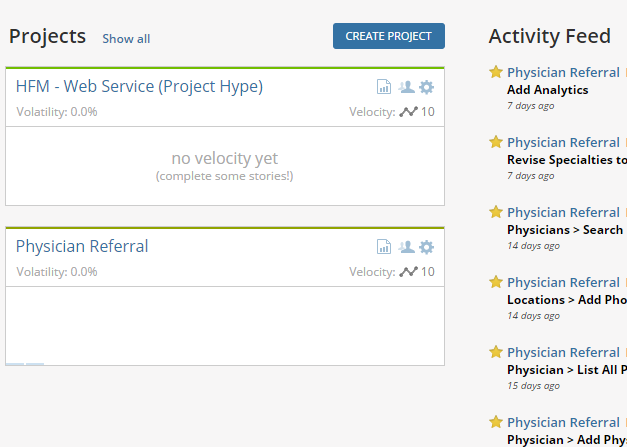 Projects Show all CREATE PROJECT
HFM - Web Service (Project Hype)
Volatility: 0.0% Velocity: 10
no velocity yet
(complete some stories!)
Physician Referral
Volatility: 0.0% Velocity: 10
Activity Feed
Physician Referral
Add Analytics
7 days ago
Physician Referral
Revise Specialties to
7 days ago
Physician Referral
Physicians > Search
14 days ago
Physician Referral
Locations > Add Pho
14 days ago
Physician Referral
Physician > List All P
15 days ago
Physician Referral
Physician > Add Phy